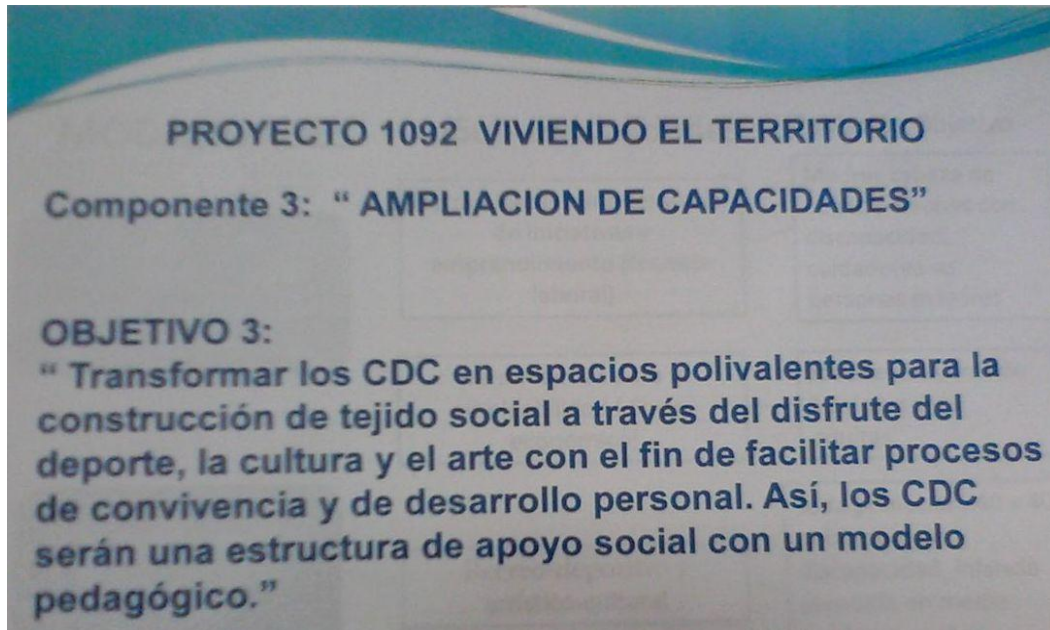 PROYECTO 1092 VIVIENDO EL TERRITORIO
Componente 3: “ AMPLIACION DE CAPACIDADES”
OBJETIVO 3:
“ Transformar los CDC en espacios polivalentes para la
construcción de tejido social a través del disfrute del
deporte, la cultura y el arte con el fin de facilitar procesos
de convivencia y de desarrollo personal. Así, los CDC
serán una estructura de apoyo social con un modelo
pedagógico.”